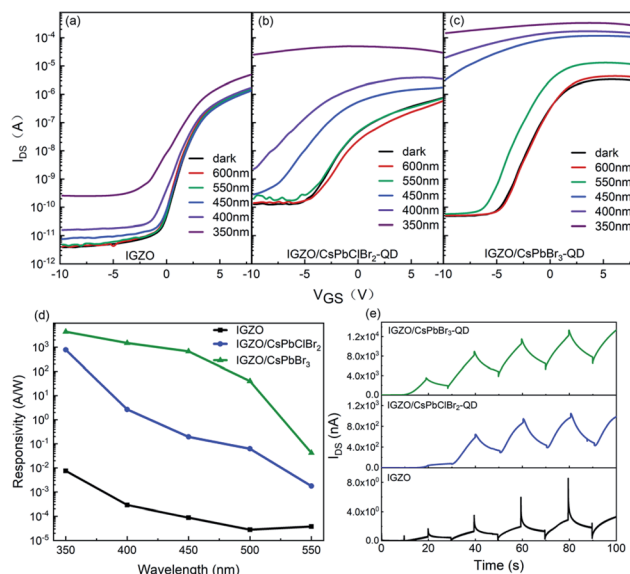 (a)
(b)
(c)
10⁻⁴
10⁻⁵
10⁻⁶
10⁻⁷
10⁻⁸
10⁻⁹
10⁻¹⁰
10⁻¹¹
10⁻¹²
I_DS (A)
dark
600nm
550nm
450nm
400nm
350nm
IGZO
dark
600nm
550nm
450nm
400nm
350nm
IGZO/CsPbClBr₂-QD
dark
600nm
550nm
450nm
400nm
350nm
IGZO/CsPbBr₃-QD
-10 -5 0 5 -10 -5 0 5 -10 -5 0 5
V_GS (V)
(d)
IGZO
IGZO/CsPbClBr₂
IGZO/CsPbBr₃
10⁴
10³
10²
10¹
10⁰
10⁻¹
10⁻²
10⁻³
10⁻⁴
10⁻⁵
Responsivity (A/W)
350 400 450 500 550
Wavelength (nm)
(e)
IGZO/CsPbBr₃-QD
1.2x10⁴
8.0x10³
4.0x10³
0.0
IGZO/CsPbClBr₂-QD
8.0x10²
4.0x10²
0.0
IGZO
8.0x10⁰
4.0x10⁰
0.0
I_DS (nA)
0 20 40 60 80 100
Time (s)